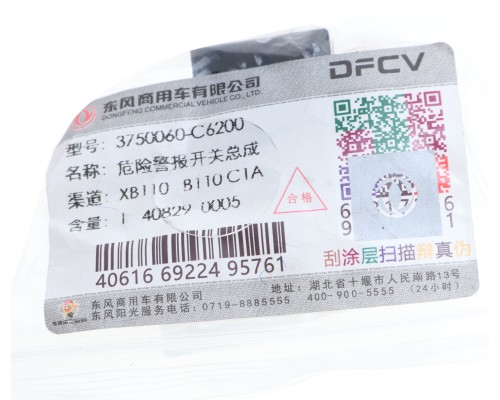 东风商用车有限公司 DFCV
DONGFENG COMMERCIAL VEHICLE CO., LTD.
型号: 3750060-C6200
名称: 危险警报开关总成
渠道: XB110 B110C1A
含量: 1 40829 0005
合格
40616 69224 95761
刮涂层扫描辩真伪
东风商用车有限公司
地址: 湖北省十堰市人民南路13号
东风阳光服务电话: 0719-8885555 400-900-5555 (24小时)